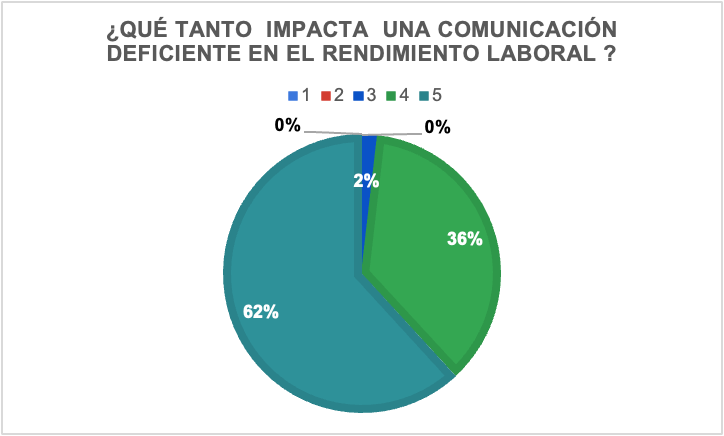 ¿QUÉ TANTO IMPACTA UNA COMUNICACIÓN
DEFICIENTE EN EL RENDIMIENTO LABORAL ?
1 2 3 4 5
0%
0%
2%
36%
62%